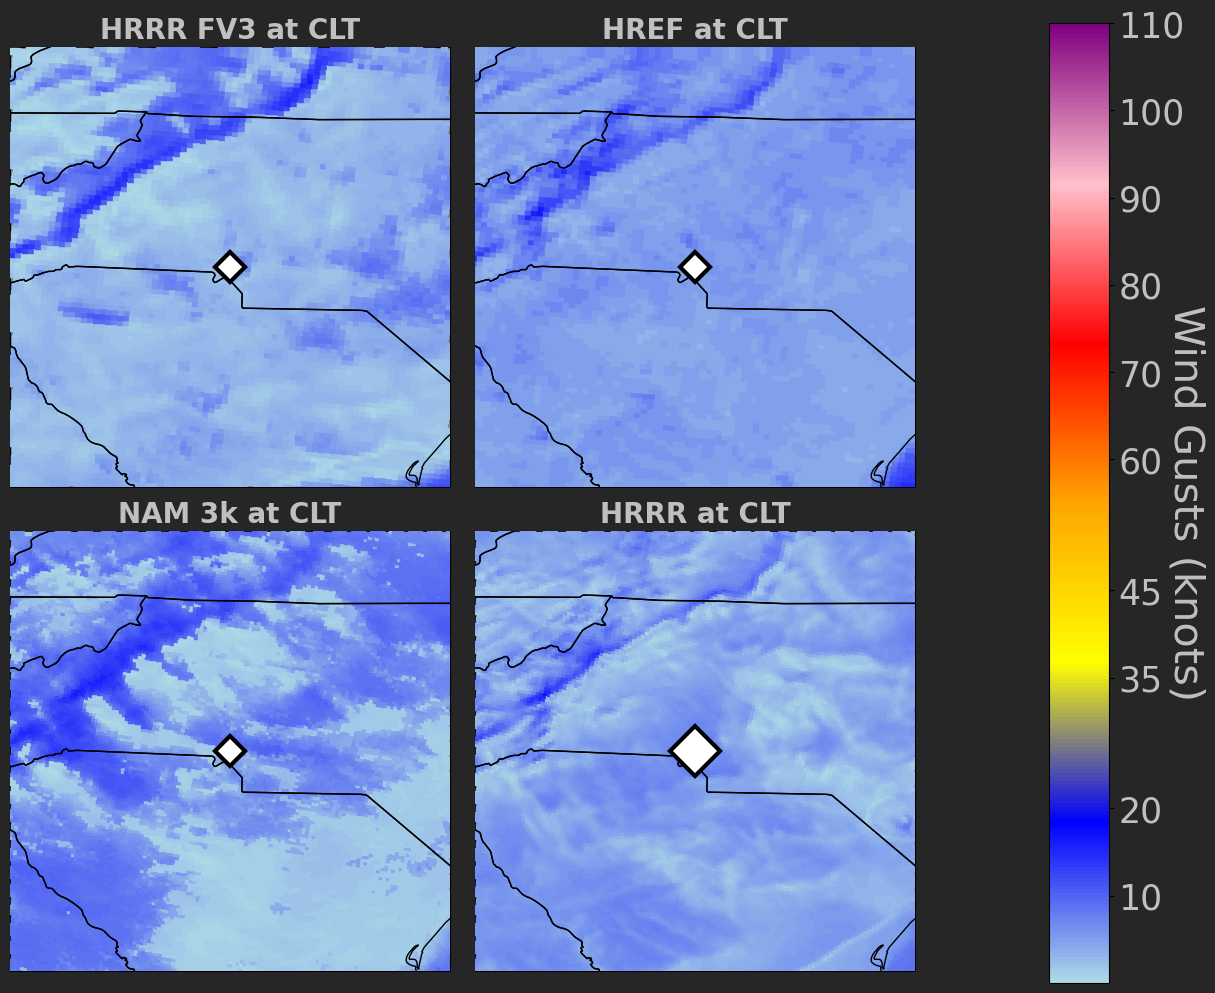 HRRR FV3 at CLT
HREF at CLT
NAM 3k at CLT
HRRR at CLT
110
100
90
80
70
60
45
35
20
10
Wind Gusts (knots)